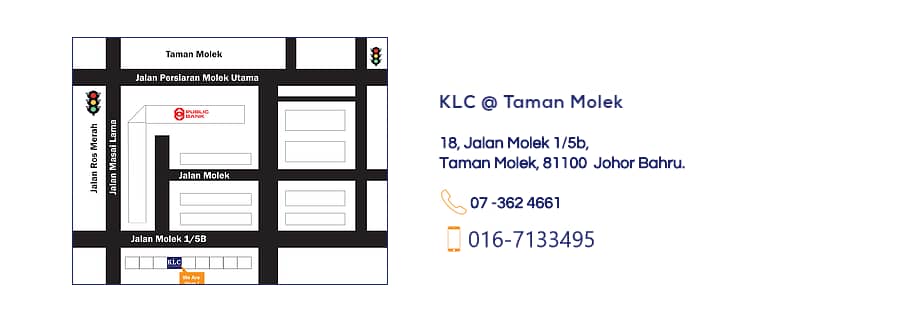 Taman Molek
Jalan Persiaran Molek Utama
PUBLIC
BANK
Jalan Ros Merah
Jalan Masai Lama
Jalan Molek
Jalan Molek 1/5B
KLC
We Are
KLC @ Taman Molek
18, Jalan Molek 1/5b,
Taman Molek, 81100 Johor Bahru.
07 -362 4661
016-7133495